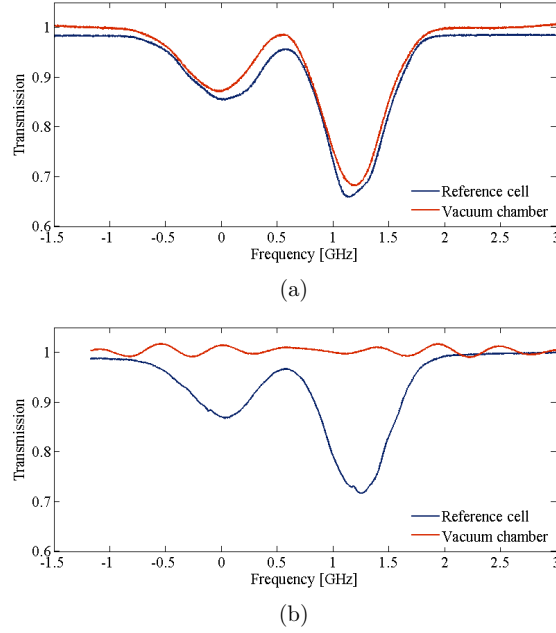 1
0.9
0.8
0.7
0.6
Transmission
-1.5 -1 -0.5 0 0.5 1 1.5 2 2.5 3
Frequency [GHz]
Reference cell
Vacuum chamber
(a)
1
0.9
0.8
0.7
0.6
Transmission
-1.5 -1 -0.5 0 0.5 1 1.5 2 2.5 3
Frequency [GHz]
Reference cell
Vacuum chamber
(b)